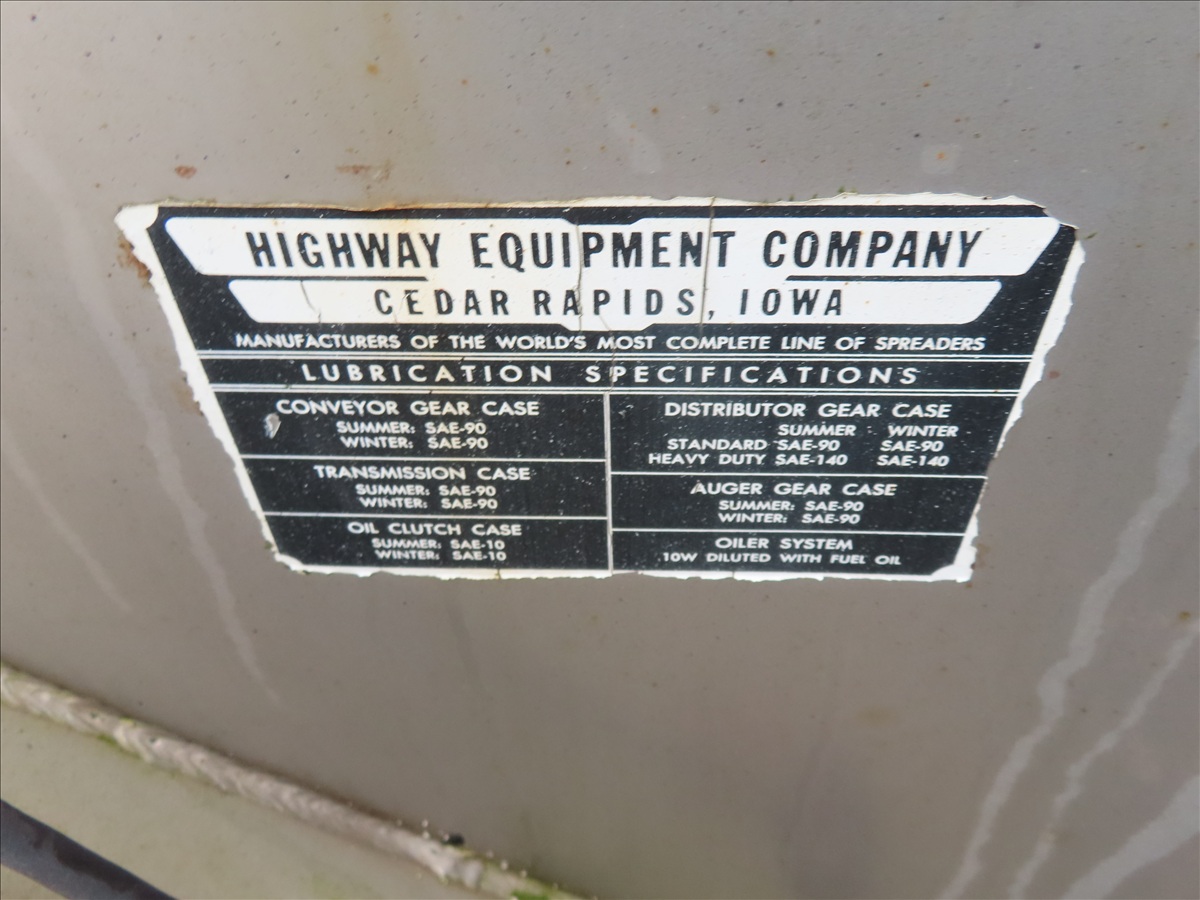 HIGHWAY EQUIPMENT COMPANY
CEDAR RAPIDS, IOWA
MANUFACTURERS OF THE WORLD'S MOST COMPLETE LINE OF SPREADERS
LUBRICATION SPECIFICATIONS
CONVEYOR GEAR CASE
SUMMER: SAE-90
WINTER: SAE-90
TRANSMISSION CASE
SUMMER: SAE-90
WINTER: SAE-90
OIL CLUTCH CASE
SUMMER: SAE-10
WINTER: SAE-10
DISTRIBUTOR GEAR CASE
SUMMER WINTER
STANDARD SAE-90 SAE-90
HEAVY DUTY SAE-140 SAE-140
AUGER GEAR CASE
SUMMER: SAE-90
WINTER: SAE-90
OILER SYSTEM
10W DILUTED WITH FUEL OIL